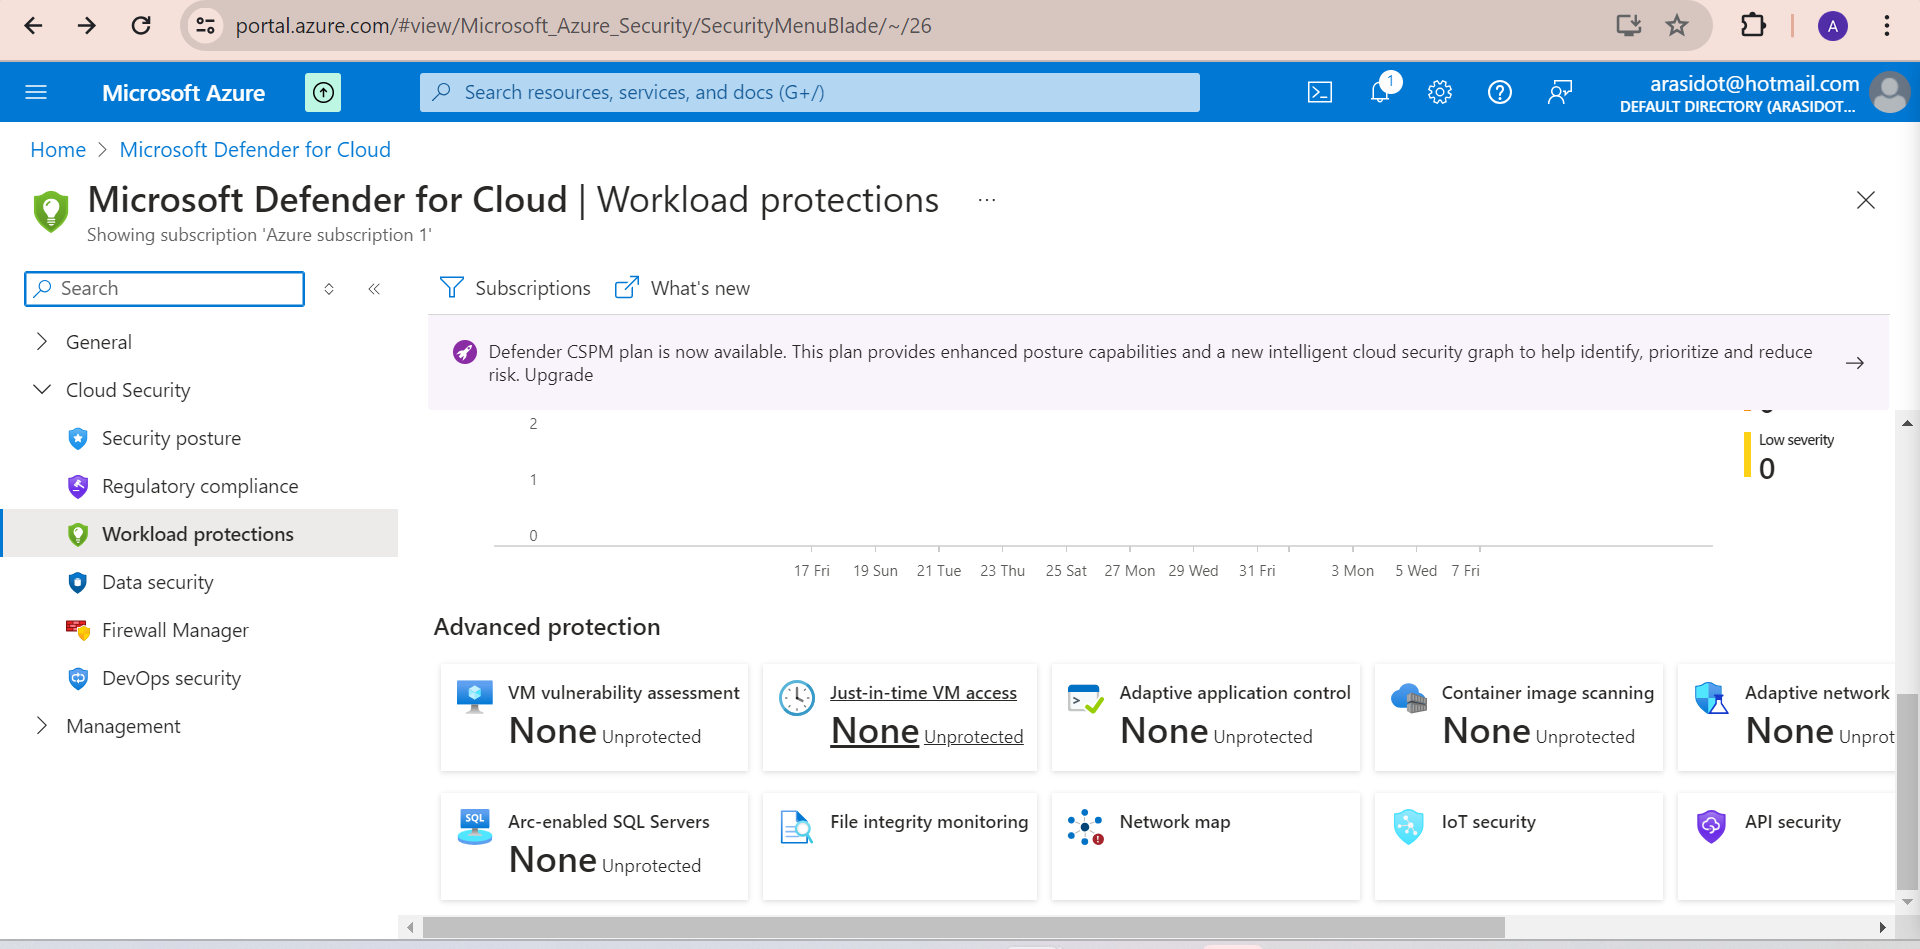 portal.azure.com/#view/Microsoft_Azure_Security/SecurityMenuBlade/~/26
A
Microsoft Azure
Search resources, services, and docs (G+/)
1
arasidot@hotmail.com
DEFAULT DIRECTORY (ARASIDOT...
Home > Microsoft Defender for Cloud
Microsoft Defender for Cloud | Workload protections ...
Showing subscription 'Azure subscription 1'
Search
Subscriptions
What's new
General
Cloud Security
Security posture
Regulatory compliance
Workload protections
Data security
Firewall Manager
DevOps security
Management
Defender CSPM plan is now available. This plan provides enhanced posture capabilities and a new intelligent cloud security graph to help identify, prioritize and reduce
risk. Upgrade
2
1
0
17 Fri 19 Sun 21 Tue 23 Thu 25 Sat 27 Mon 29 Wed 31 Fri 3 Mon 5 Wed 7 Fri
Low severity
0
Advanced protection
VM vulnerability assessment
None Unprotected
Just-in-time VM access
None Unprotected
Adaptive application control
None Unprotected
Container image scanning
None Unprotected
Adaptive network
None Unprot
SQL
Arc-enabled SQL Servers
None Unprotected
File integrity monitoring
Network map
IoT security
API security